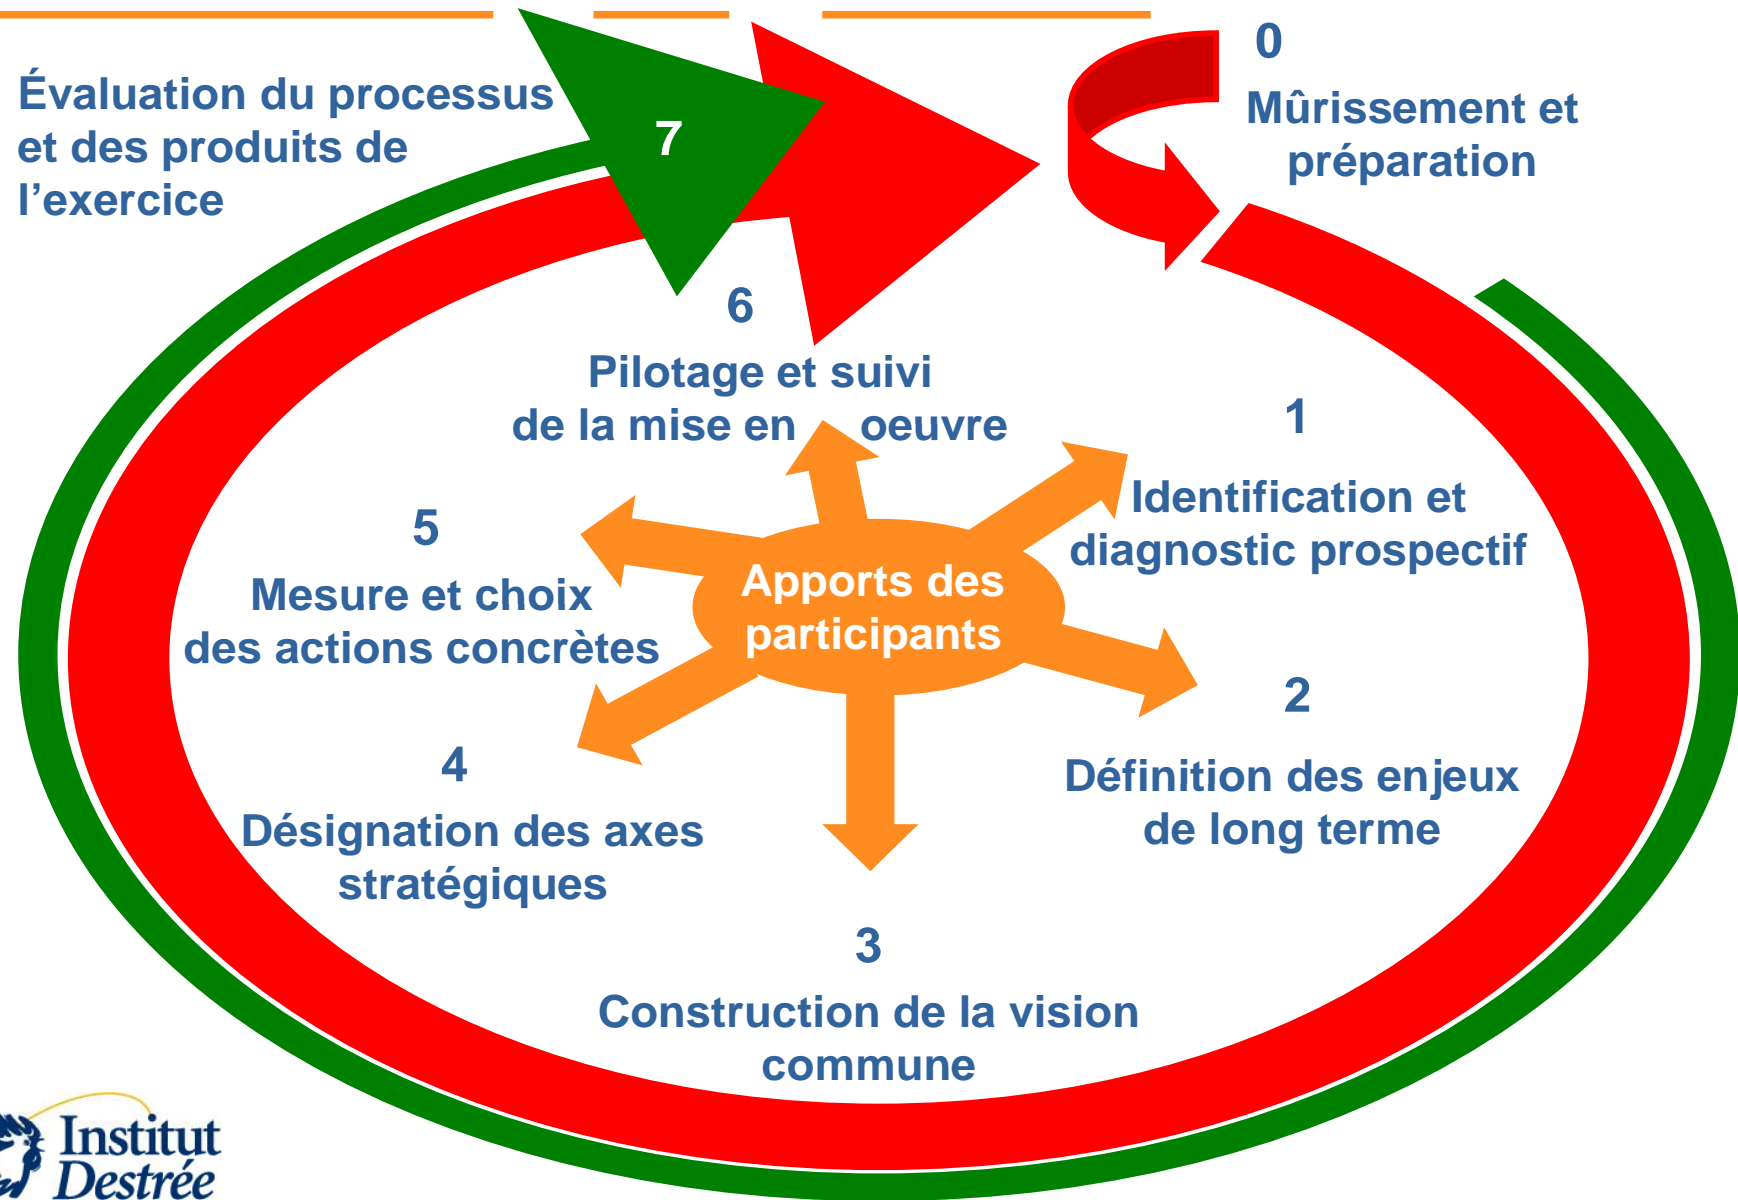 0
Mûrissement et
préparation
Évaluation du processus
et des produits de
l’exercice
7
6
Pilotage et suivi
de la mise en oeuvre
1
Identification et
diagnostic prospectif
5
Mesure et choix
des actions concrètes
Apports des
participants
2
Définition des enjeux
de long terme
4
Désignation des axes
stratégiques
3
Construction de la vision
commune
Institut
Destrée